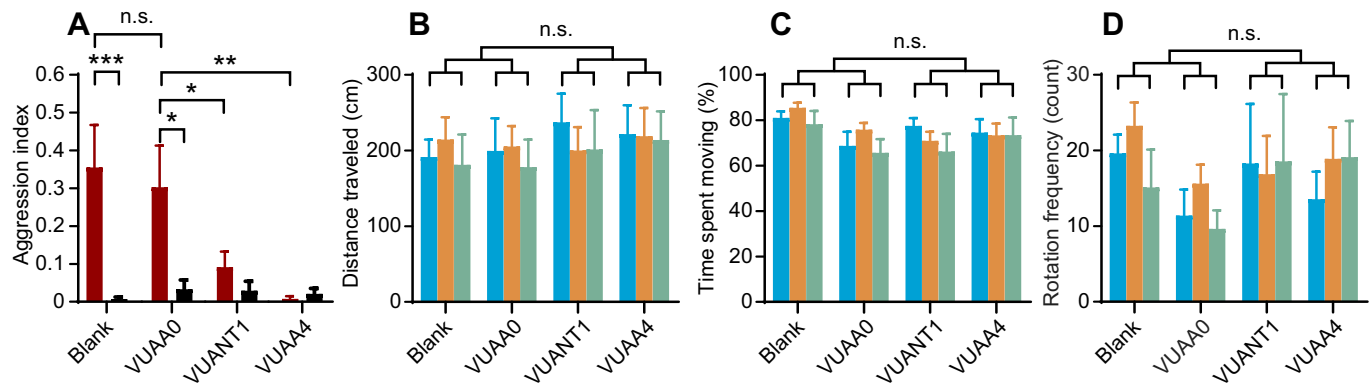 A
n.s.
***
**
*
*
Aggression index
0.6
0.5
0.4
0.3
0.2
0.1
0
Blank
VUAA0
VUANT1
VUAA4
B
n.s.
Distance traveled (cm)
300
200
100
0
Blank
VUAA0
VUANT1
VUAA4
C
n.s.
Time spent moving (%)
100
80
60
40
20
0
Blank
VUAA0
VUANT1
VUAA4
D
n.s.
Rotation frequency (count)
30
20
10
0
Blank
VUAA0
VUANT1
VUAA4